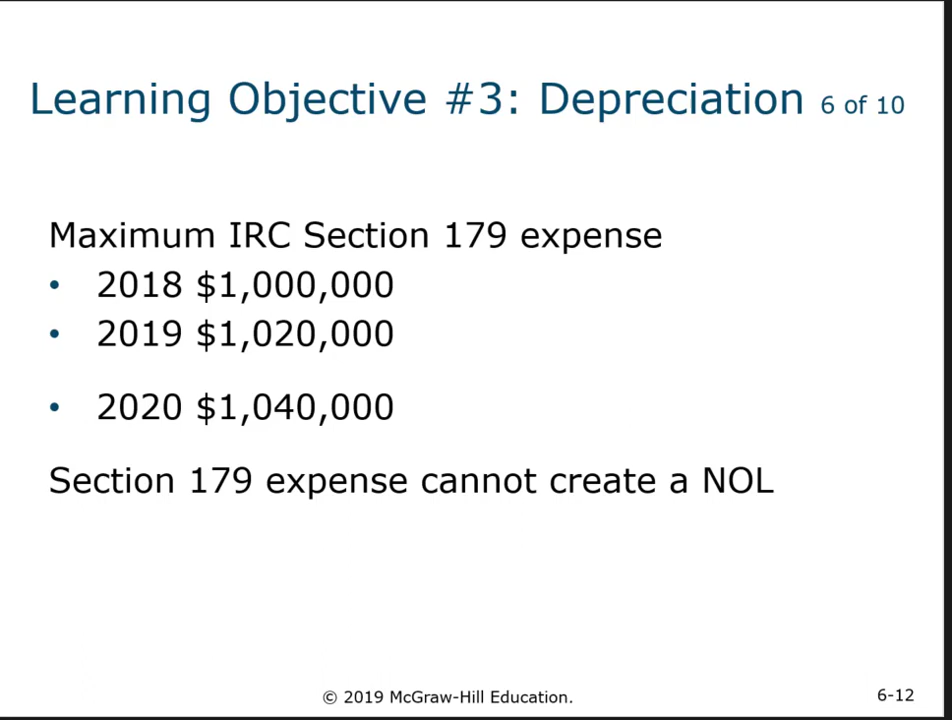 Learning Objective #3: Depreciation 6 of 10
Maximum IRC Section 179 expense
• 2018 $1,000,000
• 2019 $1,020,000
• 2020 $1,040,000
Section 179 expense cannot create a NOL
© 2019 McGraw-Hill Education.
6-12